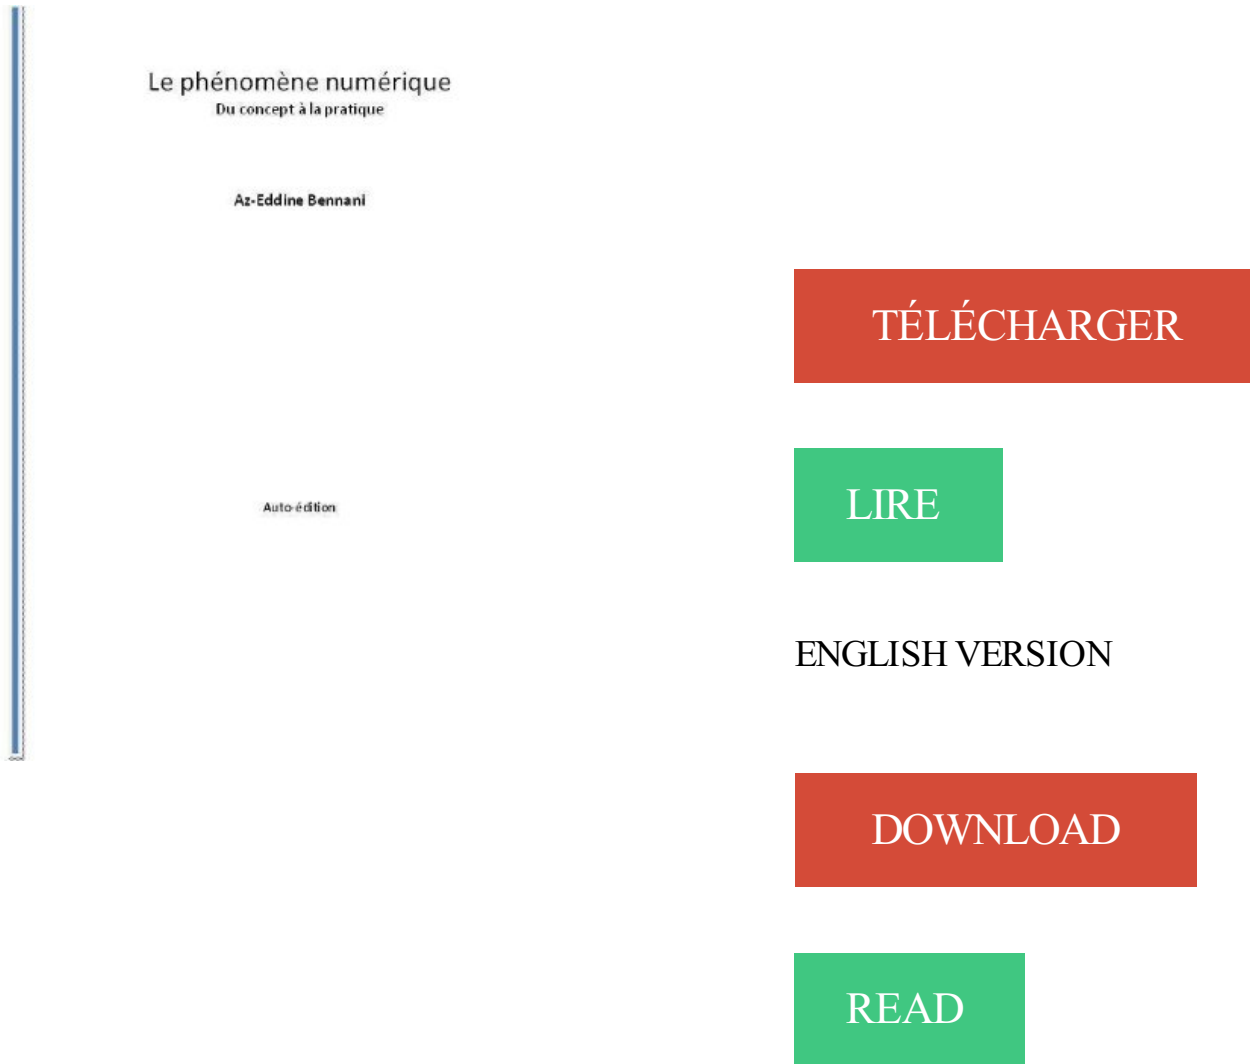 Le phénomène numérique
Du concept à la pratique
Az-Eddine Bennani
Auto-édition
TÉLÉCHARGER
LIRE
ENGLISH VERSION
DOWNLOAD
READ